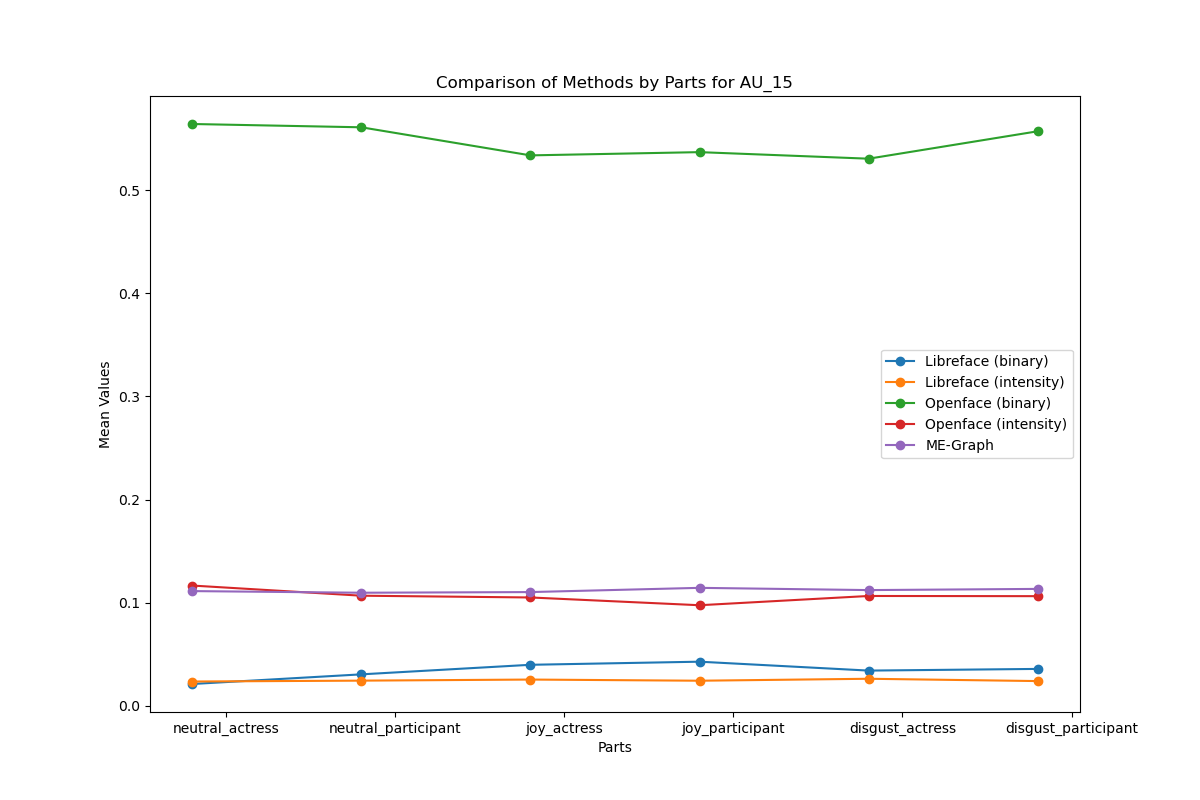 Comparison of Methods by Parts for AU_15
Mean Values
0.5
0.4
0.3
0.2
0.1
0.0
Libreface (binary)
Libreface (intensity)
Openface (binary)
Openface (intensity)
ME-Graph
neutral_actress
neutral_participant
joy_actress
joy_participant
disgust_actress
disgust_participant
Parts